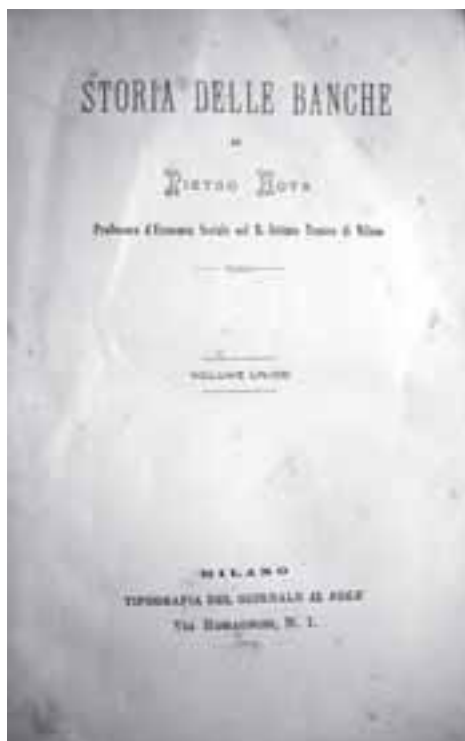 STORIA DELLE BANCHE
DI
PIETRO ROTA
Professore d'Economia Sociale nel R. Istituto Tecnico di Milano
VOLUME UNICO
MILANO
TIPOGRAFIA DEL GIORNALE IL SOLE
Via N. 1.